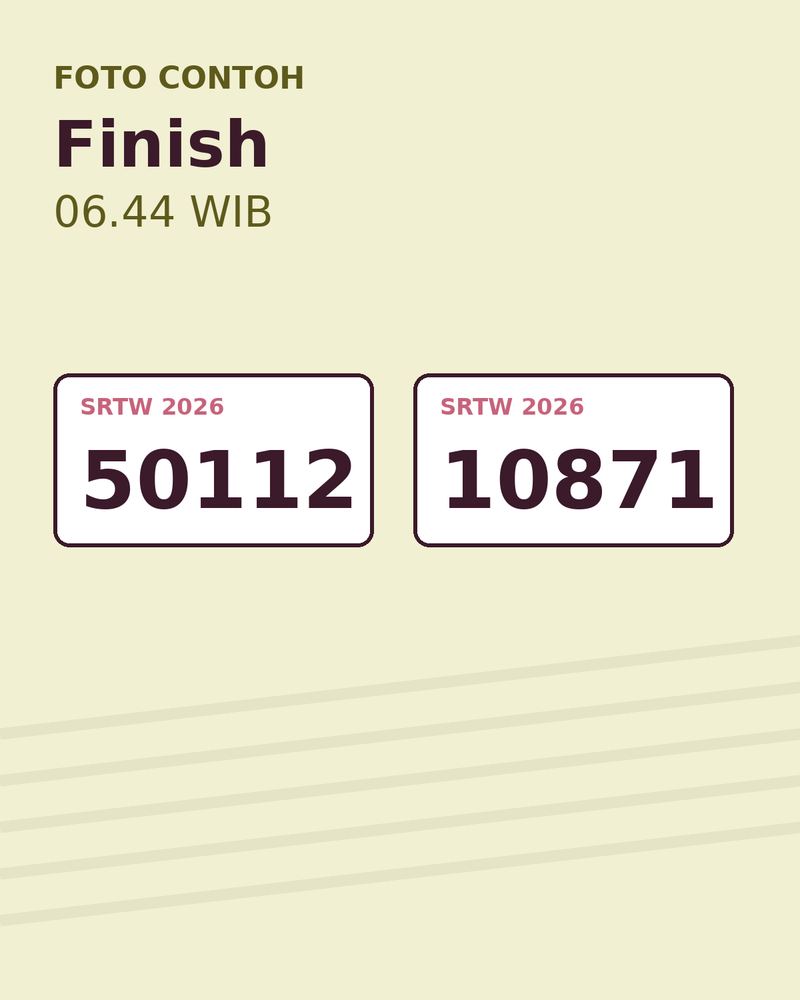 FOTO CONTOH
Finish
06.44 WIB
SRTW 2026
50112
SRTW 2026
10871